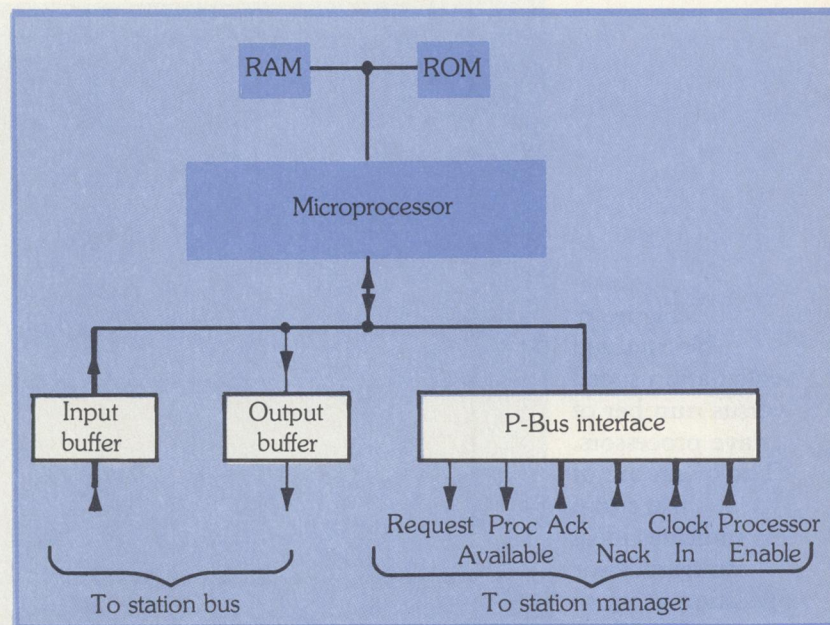 RAM
ROM
Microprocessor
Input
buffer
Output
buffer
P-Bus interface
Request
Proc
Available
Ack
Nack
Clock
In
Processor
Enable
To station bus
To station manager